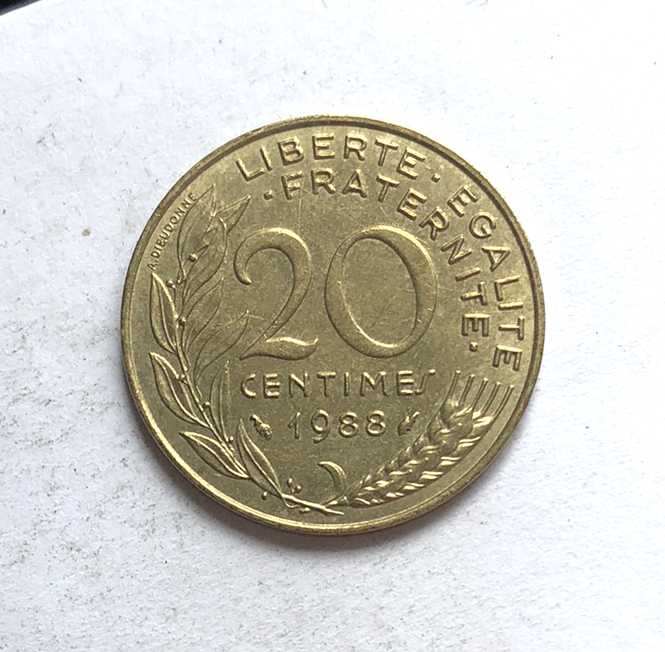 LIBERTE · EGALITE
· FRATERNITE ·
A. DIEUDONNE
20
CENTIMES
1988